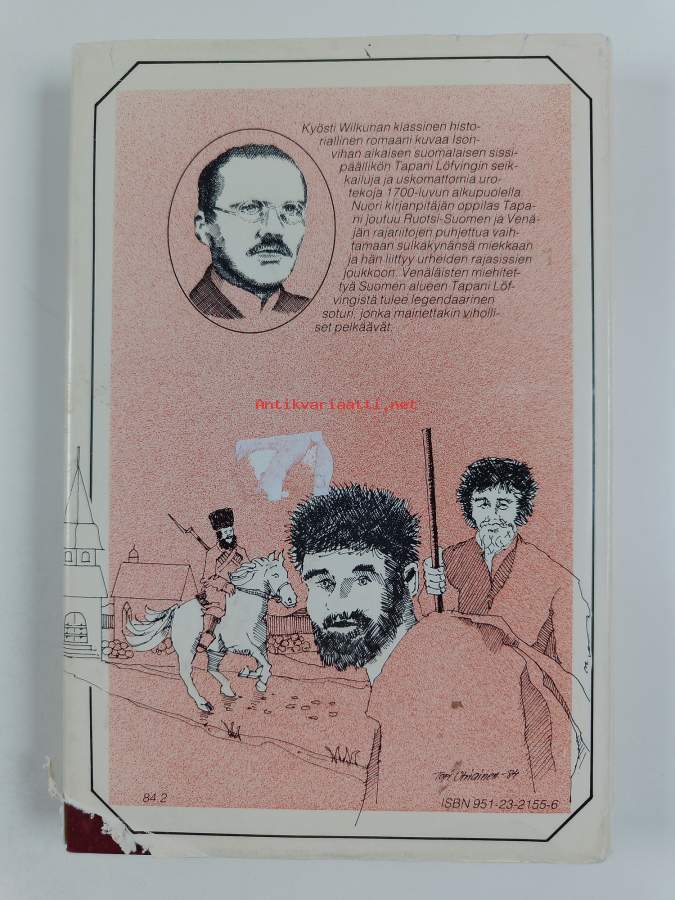 Kyösti Wilkunan klassinen histo-
riallinen romaani kuvaa Ison-
vihan aikaisen suomalaisen sissi-
päällikön Tapani Löfvingin seik-
kailuja ja uskomattomia uro-
tekoja 1700-luvun alkupuolella.
Nuori kirjanpitäjän oppilas Tapa-
ni joutuu Ruotsi-Suomen ja Venä-
jän rajariitojen puhjettua vaih-
tamaan sulkakynänsä miekkaan
ja hän liittyy urheiden rajasissien
joukkoon. Venäläisten miehitet-
tyä Suomen alueen Tapani Löf-
vingistä tulee legendaarinen
soturi, jonka mainettakin viholli-
set pelkäävät.
Antikvariaatti.net
-84
84.2
ISBN 951-23-2155-6